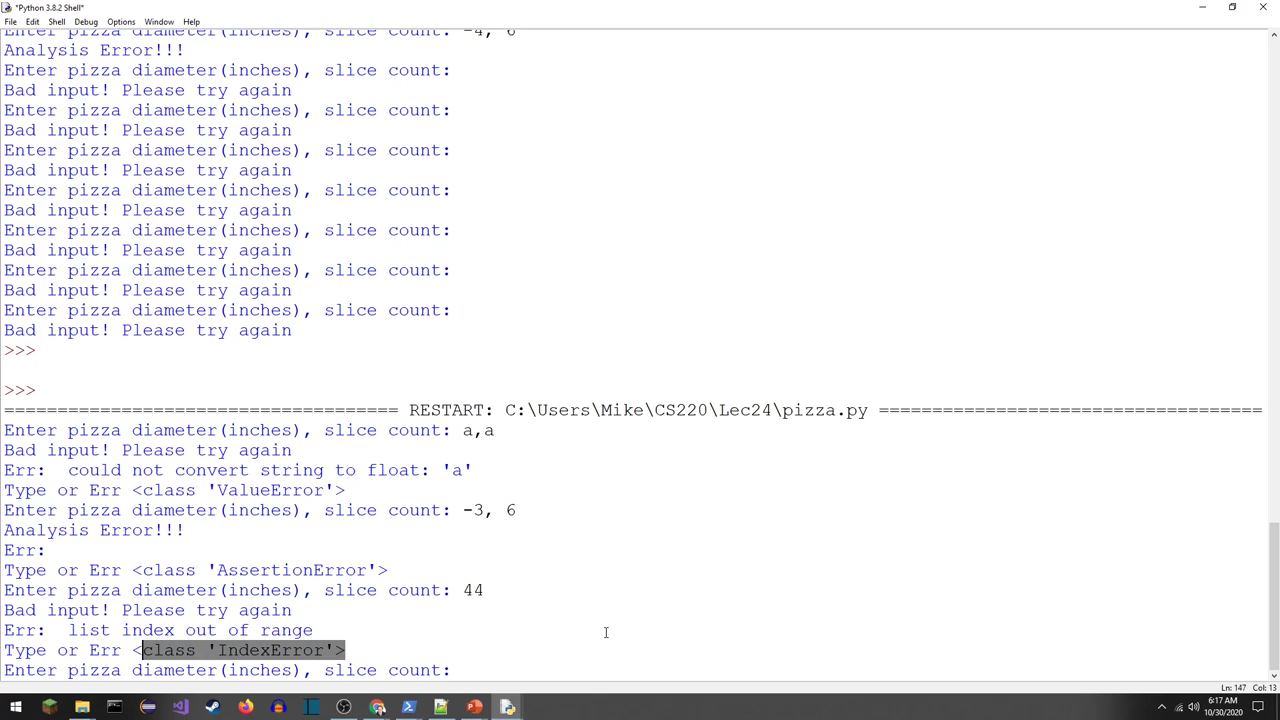 *Python 3.8.2 Shell*
File Edit Shell Debug Options Window Help
Enter pizza diameter(inches), slice count: -4, 6
Analysis Error!!!
Enter pizza diameter(inches), slice count:
Bad input! Please try again
Enter pizza diameter(inches), slice count:
Bad input! Please try again
Enter pizza diameter(inches), slice count:
Bad input! Please try again
Enter pizza diameter(inches), slice count:
Bad input! Please try again
Enter pizza diameter(inches), slice count:
Bad input! Please try again
Enter pizza diameter(inches), slice count:
Bad input! Please try again
Enter pizza diameter(inches), slice count:
Bad input! Please try again
>>>
>>>
===================================== RESTART: C:\Users\Mike\CS220\Lec24\pizza.py ====================================
Enter pizza diameter(inches), slice count: a,a
Bad input! Please try again
Err:  could not convert string to float: 'a'
Type or Err <class 'ValueError'>
Enter pizza diameter(inches), slice count: -3, 6
Analysis Error!!!
Err:
Type or Err <class 'AssertionError'>
Enter pizza diameter(inches), slice count: 44
Bad input! Please try again
Err:  list index out of range
Type or Err <class 'IndexError'>
Enter pizza diameter(inches), slice count:
Ln: 147 Col: 13
6:17 AM
10/30/2020